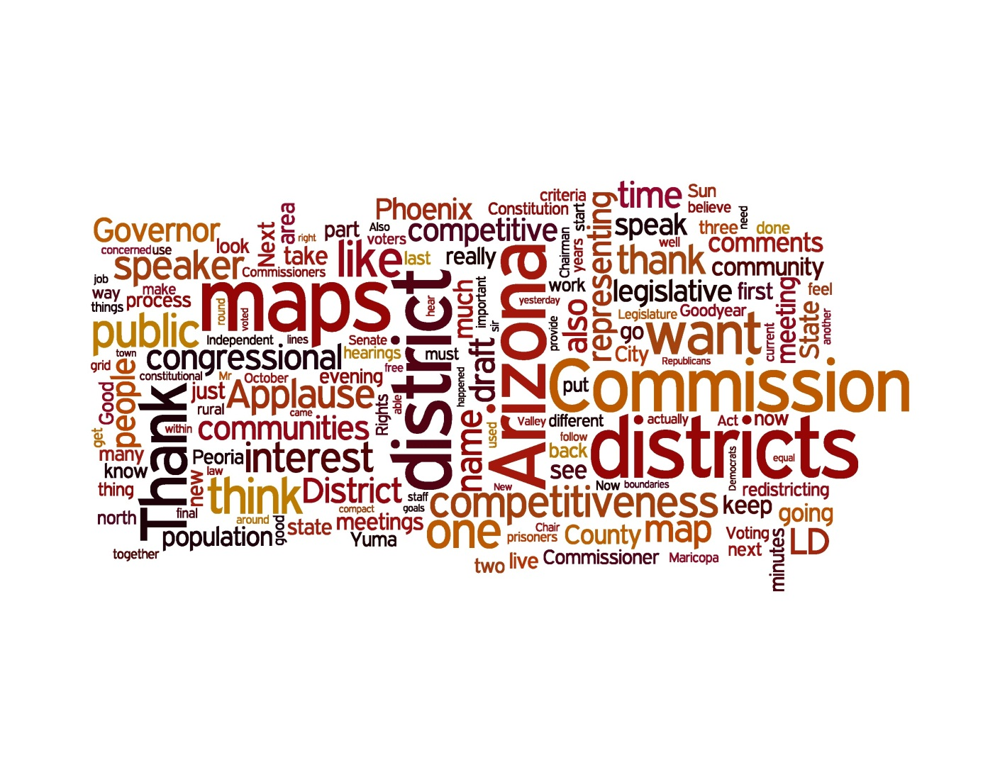 criteria
time
Sun
believe
need
Phoenix
Constitution
start
representing
Governor
Next
area
right
part
Also
voters
competitive
Chairman
years
speak
well
three
done
comments
concerned
use
look
take
like
last
really
Arizona
thank
community
speaker
Commissioners
job
way
things
make
process
maps
round
voted
district
hear
much
important
sir
yesterday
work
legislative
first
feel
Legislature
Goodyear
meeting
State
another
public
Independent
lines
Senate
provide
also
go
want
current
town
congressional
hearings
must
draft
City
Republicans
grid
people
constitutional
Mr
October
evening
free
happened
put
Commission
Good
Thank
just
Applause
able
Rights
rural
came
name
used
Valley
different
actually
Act
now
get
within
communities
follow
districts
many
Peoria
interest
back
Democrats
equal
know
law
see
thing
new
think
District
staff
New
Now
boundaries
redistricting
north
final
compact
goals
competitiveness
keep
going
around
good
population
state
meetings
Yuma
one
prisoners
Chair
County
map
Voting
next
minutes
LD
together
two
live
Commissioner
Maricopa